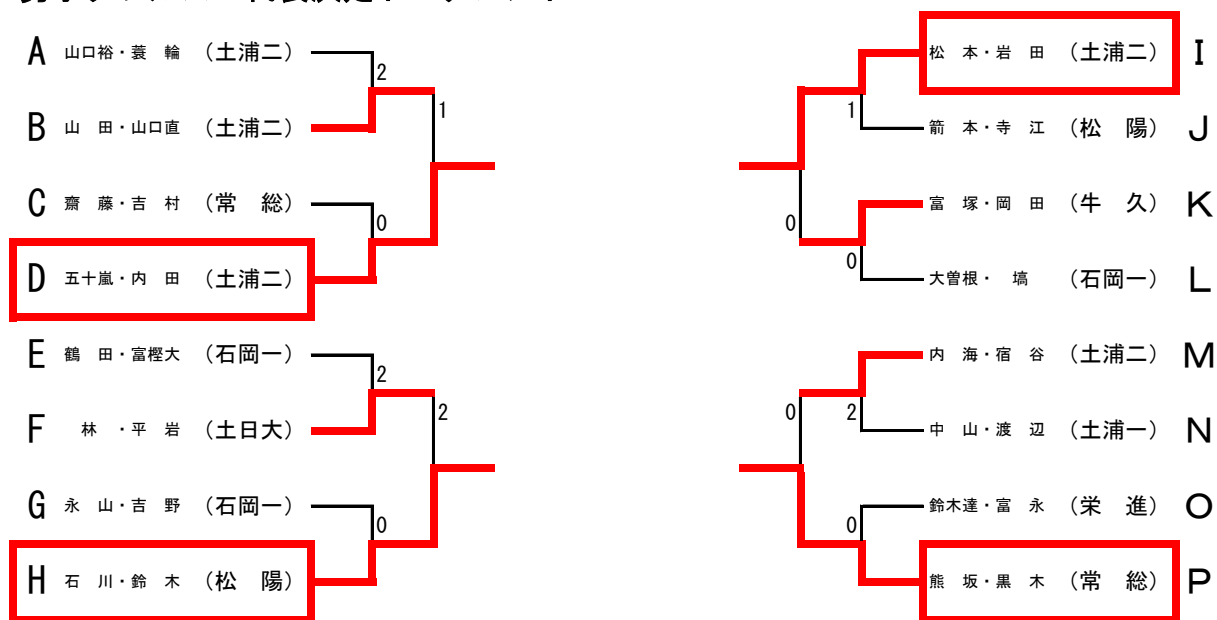 A 山口裕・蓑 輪 (土浦二)
2
B 山 田・山口直 (土浦二)
1
C 齋 藤・吉 村 (常 総)
0
D 五十嵐・内 田 (土浦二)
E 鶴 田・富樫大 (石岡一)
2
F 林 ・平 岩 (土日大)
2
G 永 山・吉 野 (石岡一)
0
H 石 川・鈴 木 (松 陽)
松 本・岩 田 (土浦二) I
1
箭 本・寺 江 (松 陽) J
0
富 塚・岡 田 (牛 久) K
0
大曽根・ 塙 (石岡一) L
内 海・宿 谷 (土浦二) M
0
2
中 山・渡 辺 (土浦一) N
鈴木達・富 永 (栄 進) O
0
熊 坂・黒 木 (常 総) P